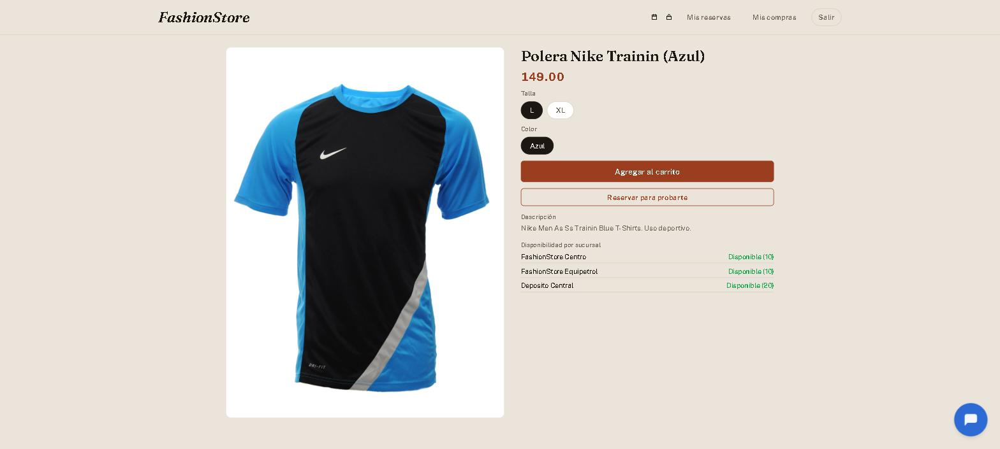 FashionStore
Mis reservas
Mis compras
Salir
Polera Nike Trainin (Azul)
149.00
Talla
L
XL
Color
Azul
Agregar al carrito
Reservar para probarte
Descripción
Nike Men As Ss Trainin Blue T-Shirts. Uso deportivo.
Disponibilidad por sucursal
FashionStore Centro Disponible (10)
FashionStore Equipetrol Disponible (10)
Deposito Central Disponible (20)
DRI-FIT